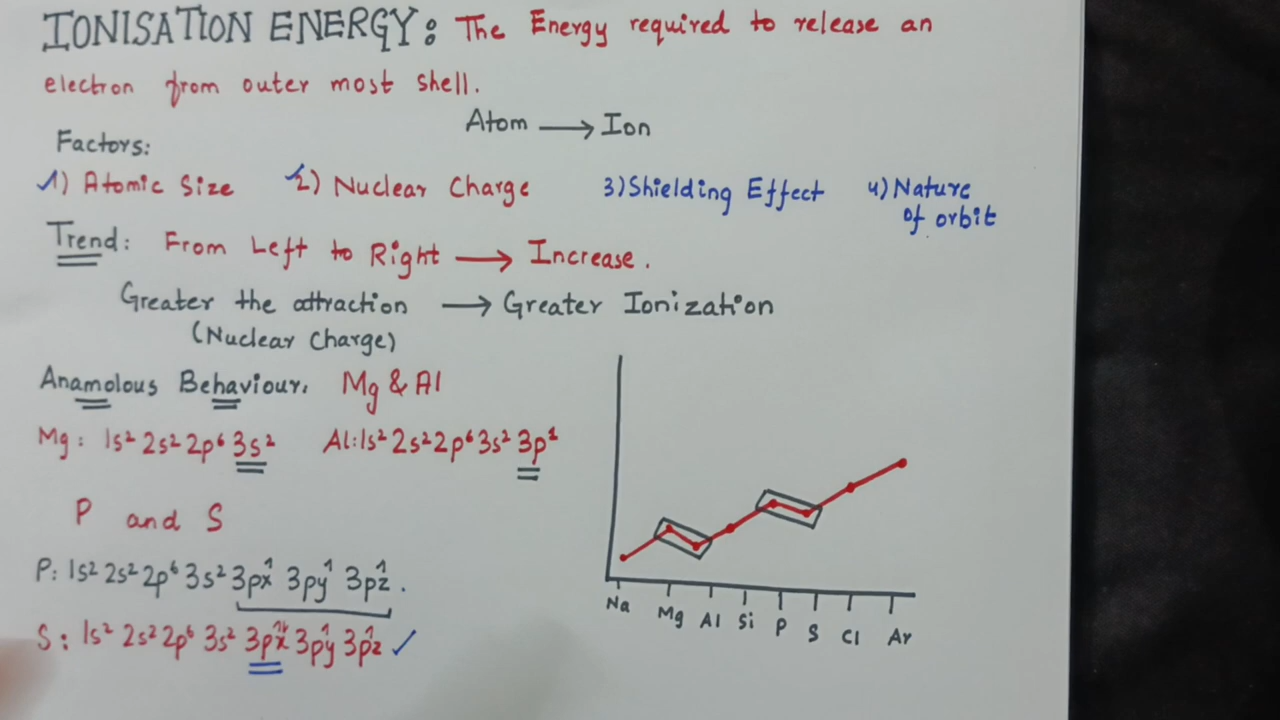 IONISATION ENERGY: The Energy required to release an
electron from outer most shell.
Atom → Ion
Factors:
1) Atomic Size 2) Nuclear Charge 3) Shielding Effect 4) Nature
of orbit
Trend: From Left to Right → Increase.
Greater the attraction → Greater Ionization
(Nuclear Charge)
Anamolous Behaviour. Mg & Al
Mg: 1s² 2s² 2p⁶ 3s² Al: 1s² 2s² 2p⁶ 3s² 3p¹
P and S
P: 1s² 2s² 2p⁶ 3s² 3px¹ 3py¹ 3pz¹.
S: 1s² 2s² 2p⁶ 3s² 3px 3py¹ 3pz¹ ✓
Na Mg Al Si P S Cl Ar